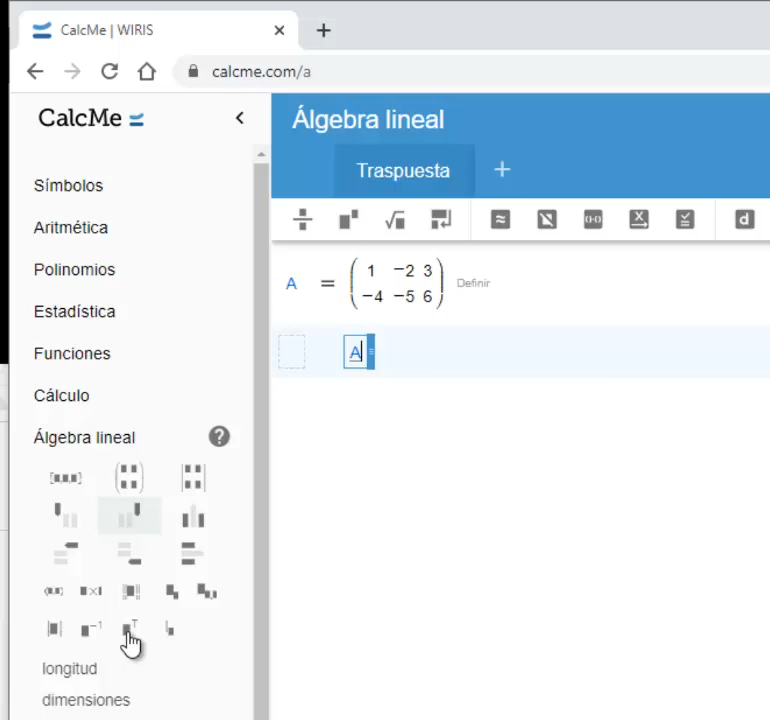 CalcMe | WIRIS
calcme.com/a
CalcMe
Álgebra lineal
Traspuesta
Símbolos
Aritmética
Polinomios
Estadística
Funciones
Cálculo
Álgebra lineal
longitud
dimensiones
A = ( 1 −2 3
−4 −5 6 ) Definir
A